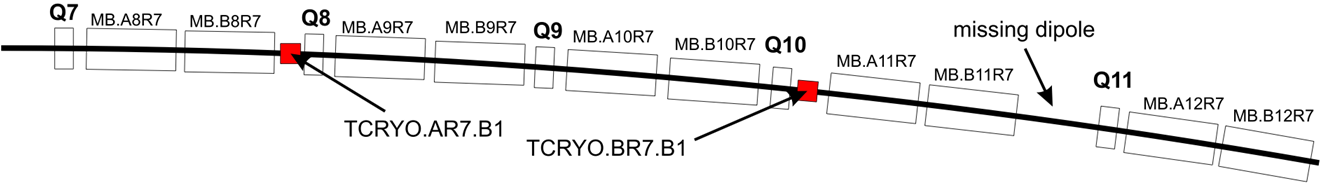 Q7
MB.A8R7
MB.B8R7
Q8
MB.A9R7
MB.B9R7
Q9
MB.A10R7
MB.B10R7
Q10
MB.A11R7
MB.B11R7
missing dipole
Q11
MB.A12R7
MB.B12R7
TCRYO.AR7.B1
TCRYO.BR7.B1